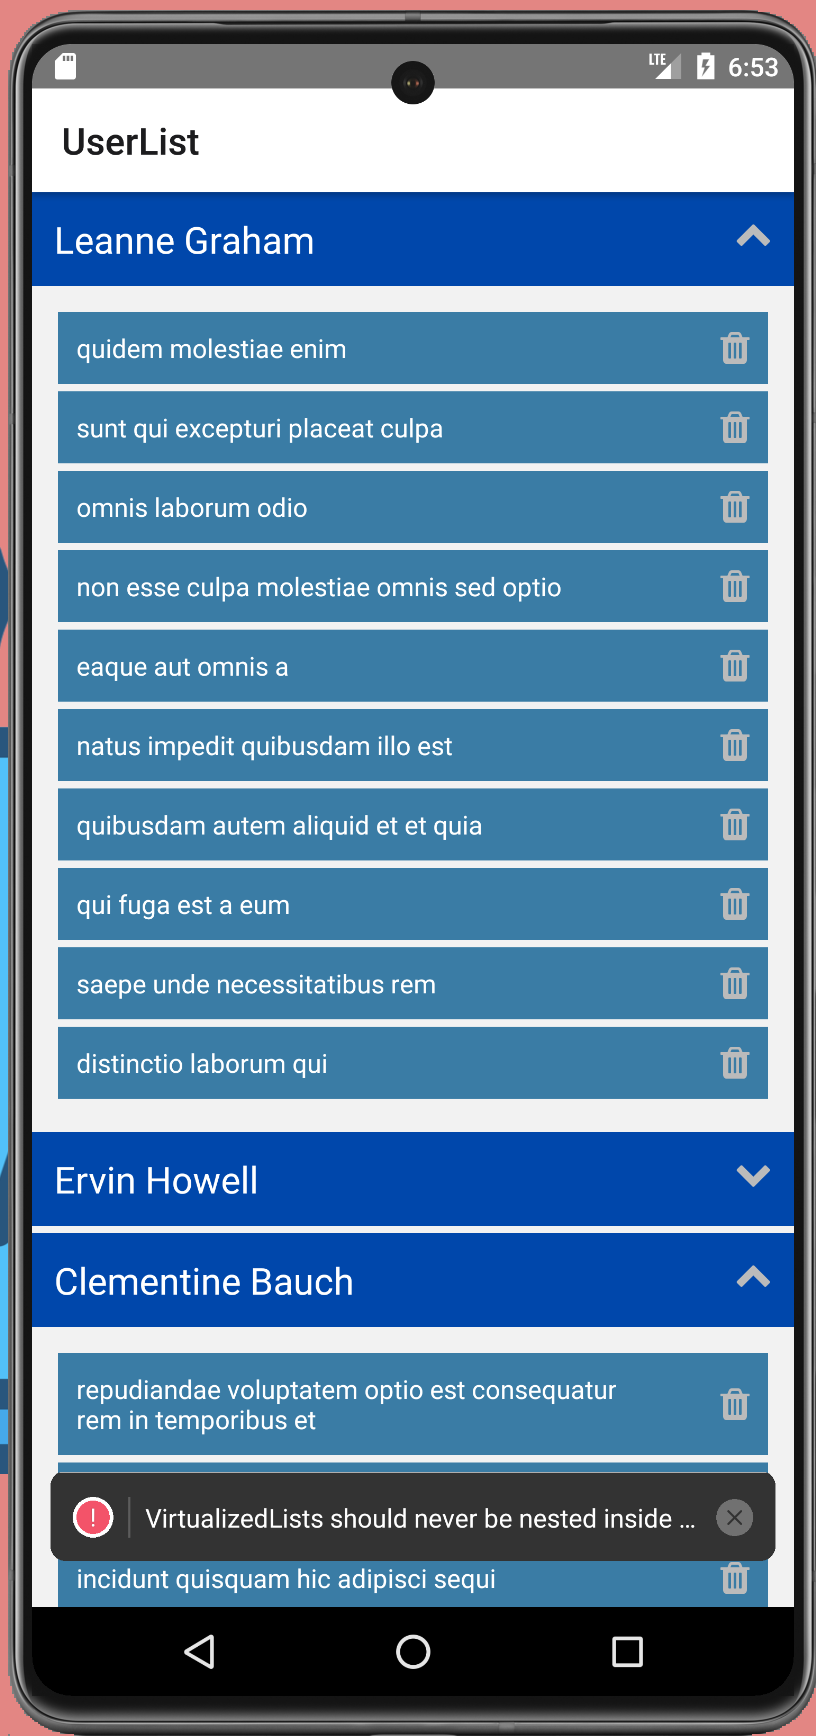 LTE 6:53
UserList
Leanne Graham
quidem molestiae enim
sunt qui excepturi placeat culpa
omnis laborum odio
non esse culpa molestiae omnis sed optio
eaque aut omnis a
natus impedit quibusdam illo est
quibusdam autem aliquid et et quia
qui fuga est a eum
saepe unde necessitatibus rem
distinctio laborum qui
Ervin Howell
Clementine Bauch
repudiandae voluptatem optio est consequatur
rem in temporibus et
! VirtualizedLists should never be nested inside ...
incidunt quisquam hic adipisci sequi